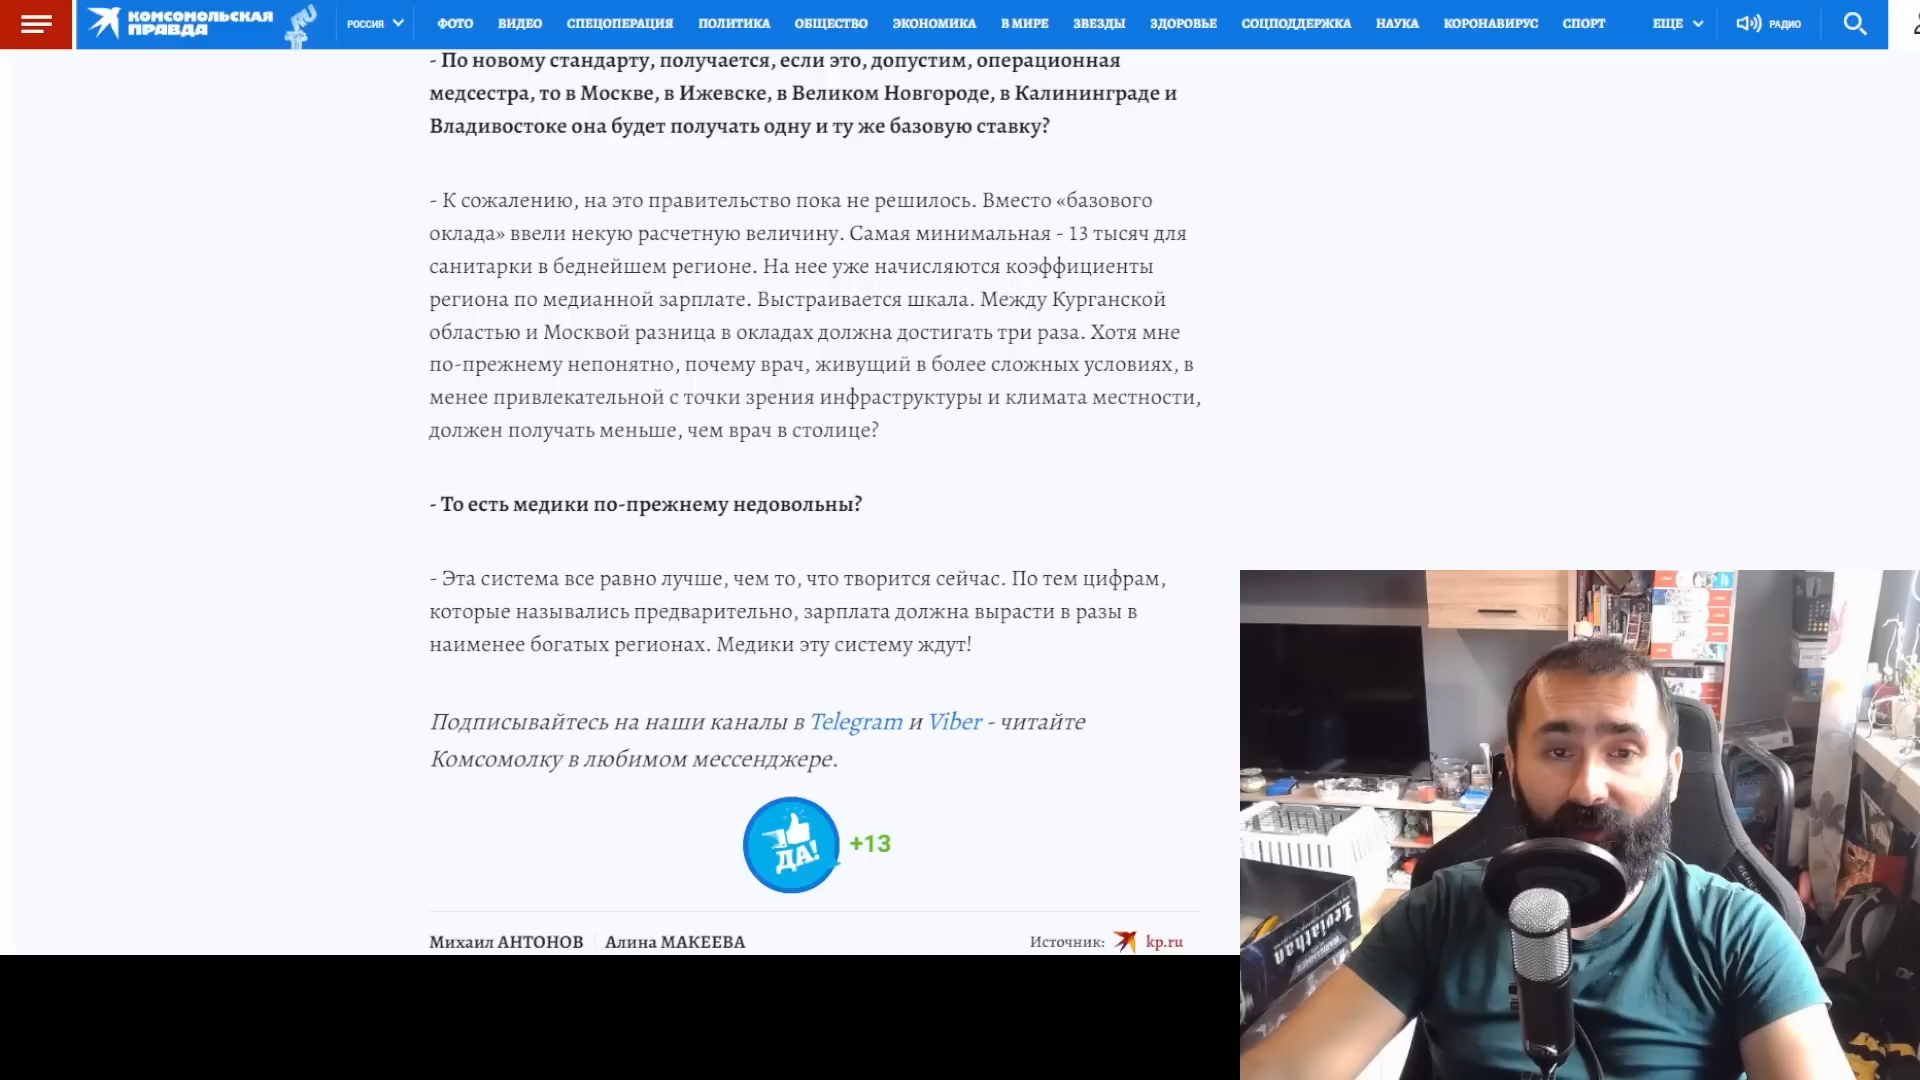 КОМСОМОЛЬСКАЯ
ПРАВДА
РОССИЯ
ФОТО
ВИДЕО
СПЕЦОПЕРАЦИЯ
ПОЛИТИКА
ОБЩЕСТВО
ЭКОНОМИКА
В МИРЕ
ЗВЕЗДЫ
ЗДОРОВЬЕ
СОЦПОДДЕРЖКА
НАУКА
КОРОНАВИРУС
СПОРТ
ЕЩЕ
РАДИО
- По новому стандарту, получается, если это, допустим, операционная
медсестра, то в Москве, в Ижевске, в Великом Новгороде, в Калининграде и
Владивостоке она будет получать одну и ту же базовую ставку?
- К сожалению, на это правительство пока не решилось. Вместо «базового
оклада» ввели некую расчетную величину. Самая минимальная - 13 тысяч для
санитарки в беднейшем регионе. На нее уже начисляются коэффициенты
региона по медианной зарплате. Выстраивается шкала. Между Курганской
областью и Москвой разница в окладах должна достигать три раза. Хотя мне
по-прежнему непонятно, почему врач, живущий в более сложных условиях, в
менее привлекательной с точки зрения инфраструктуры и климата местности,
должен получать меньше, чем врач в столице?
- То есть медики по-прежнему недовольны?
- Эта система все равно лучше, чем то, что творится сейчас. По тем цифрам,
которые назывались предварительно, зарплата должна вырасти в разы в
наименее богатых регионах. Медики эту систему ждут!
Подписывайтесь на наши каналы в Telegram и Viber - читайте
Комсомолку в любимом мессенджере.
ДА!
+13
Михаил АНТОНОВ
Алина МАКЕЕВА
Источник:
kp.ru
Leviathan